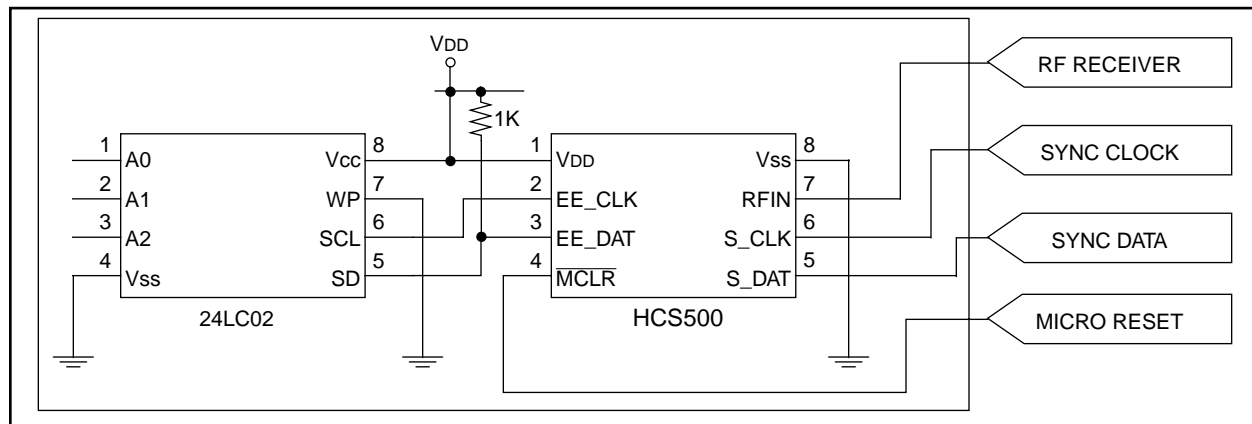 VDD
1K
1 A0
2 A1
3 A2
4 Vss
Vcc 8
WP 7
SCL 6
SD 5
24LC02
1 VDD
2 EE_CLK
3 EE_DAT
4 MCLR
Vss 8
RFIN 7
S_CLK 6
S_DAT 5
HCS500
RF RECEIVER
SYNC CLOCK
SYNC DATA
MICRO RESET